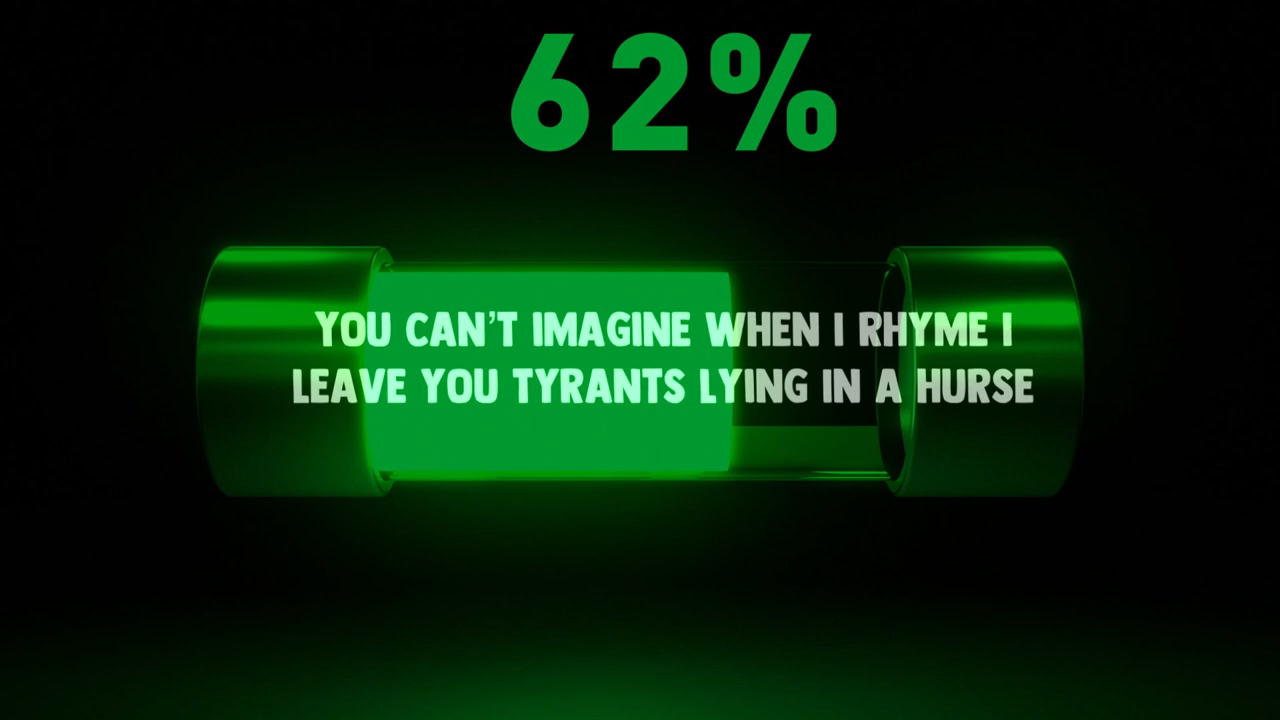 62%
YOU CAN'T IMAGINE WHEN I RHYME I
LEAVE YOU TYRANTS LYING IN A HURSE